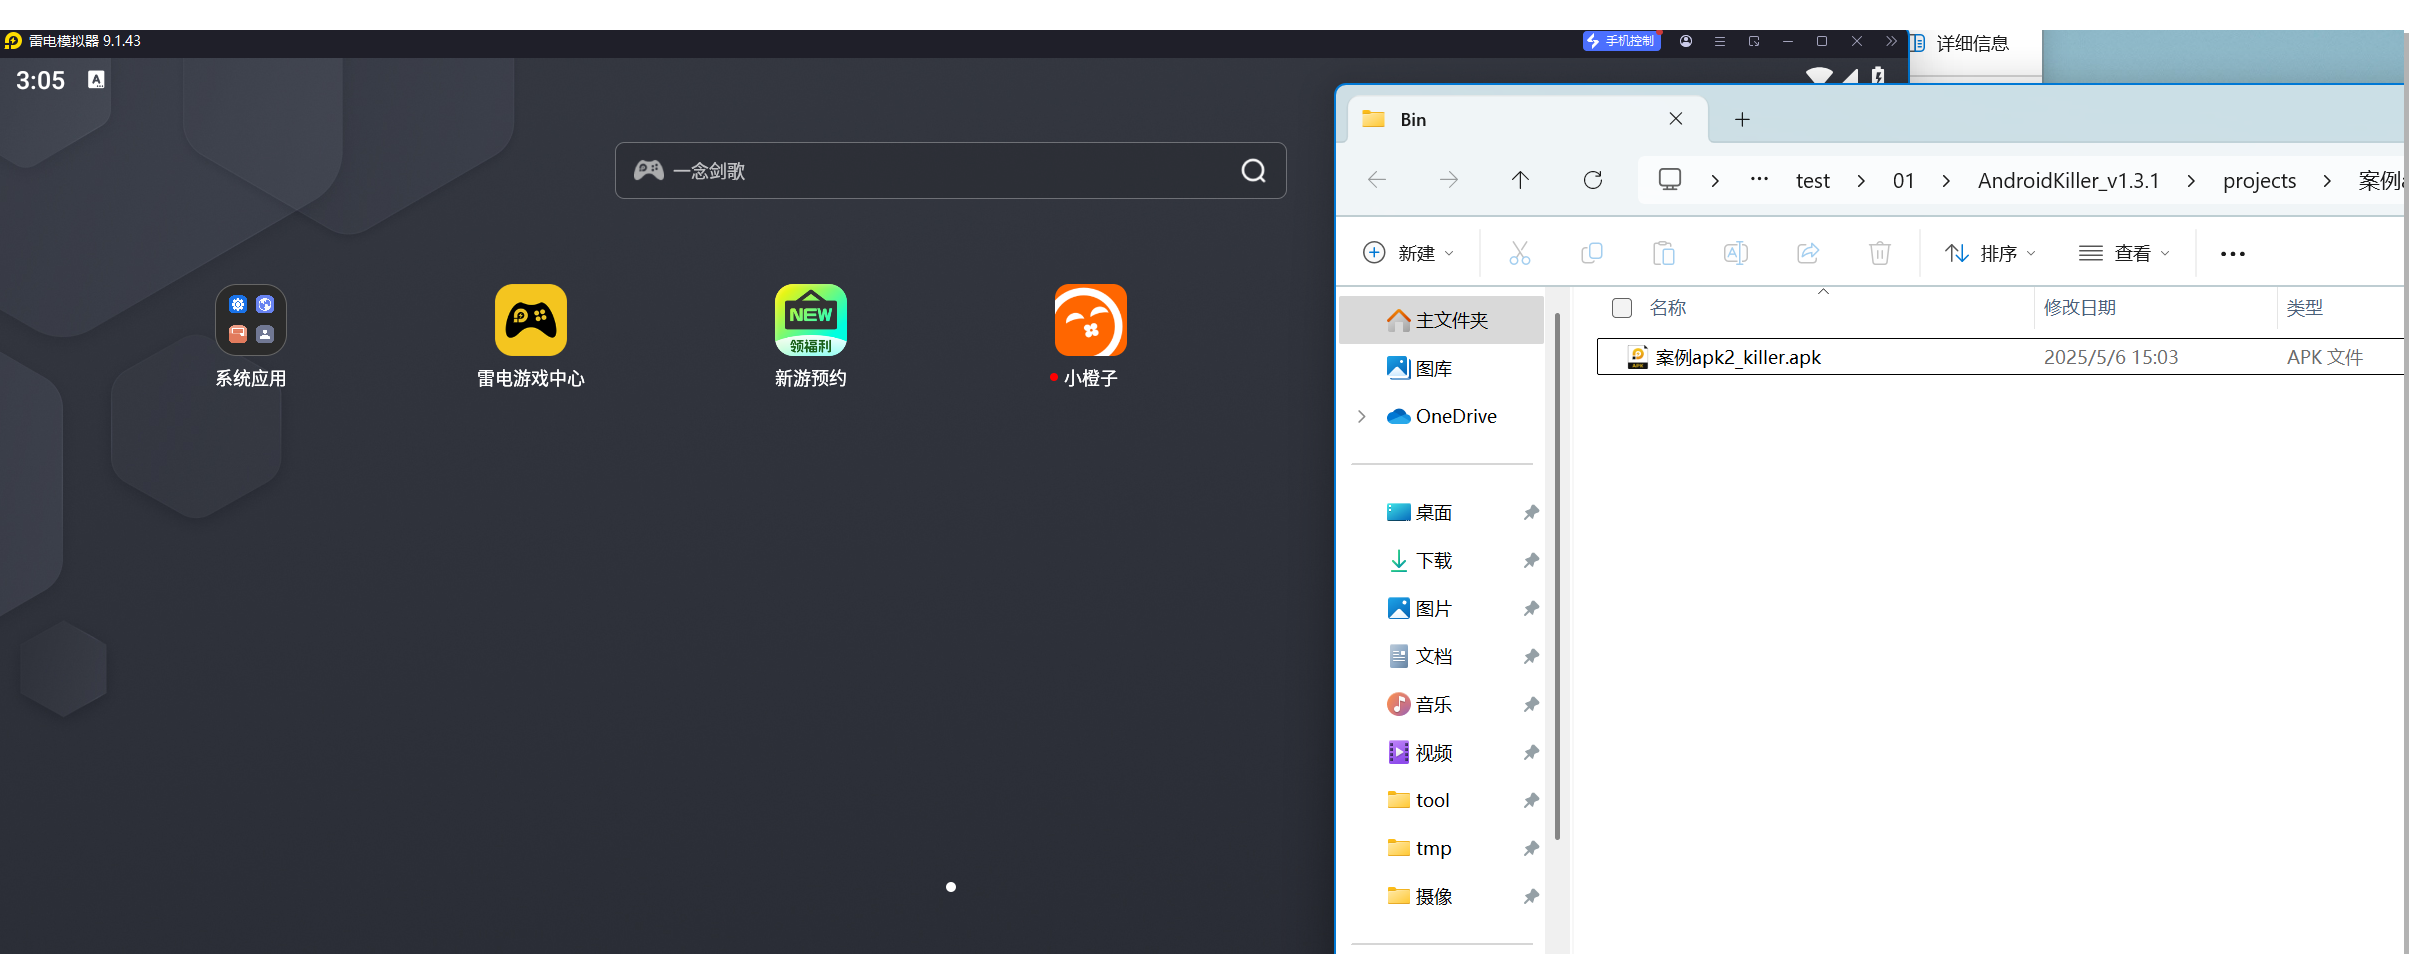 雷电模拟器 9.1.43
手机控制
3:05
A
一念剑歌
NEW
领福利
系统应用
雷电游戏中心
新游预约
小橙子
详细信息
Bin
test
01
AndroidKiller_v1.3.1
projects
案例
新建
排序
查看
主文件夹
图库
OneDrive
桌面
下载
图片
文档
音乐
视频
tool
tmp
摄像
名称
修改日期
类型
案例apk2_killer.apk
2025/5/6 15:03
APK 文件